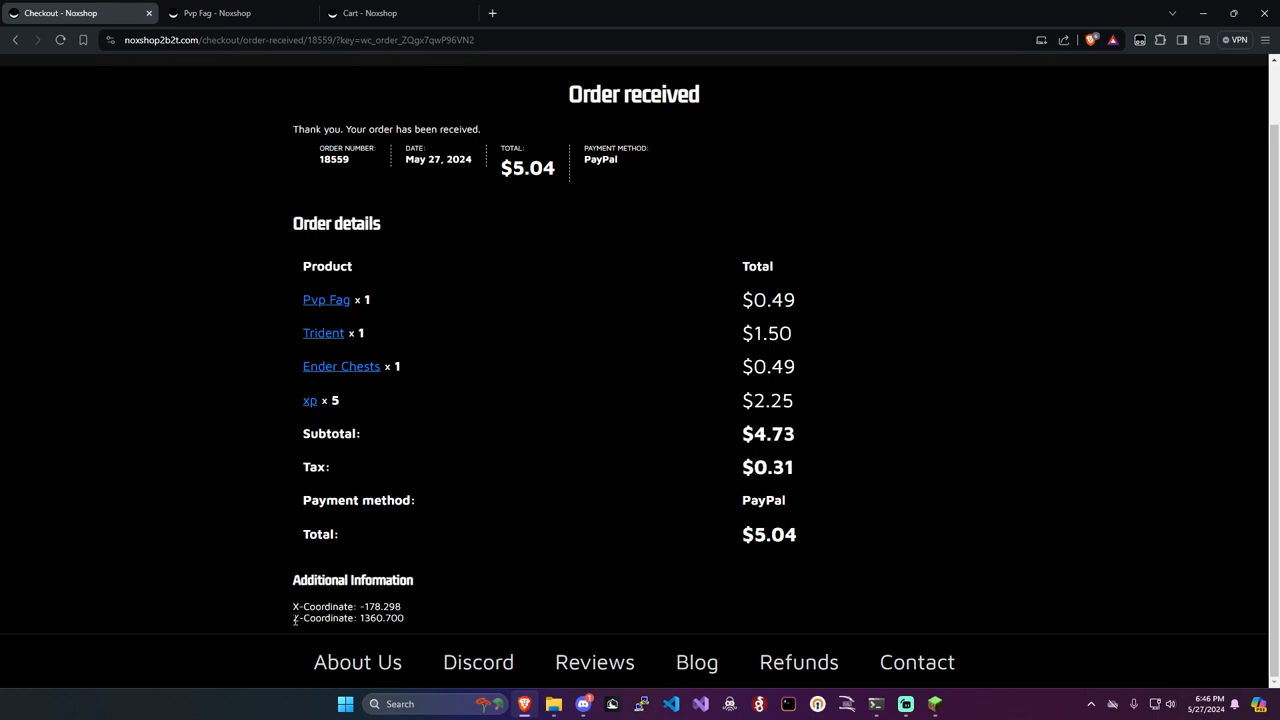 Checkout - Noxshop
Pvp Fag - Noxshop
Cart - Noxshop
noxshop2b2t.com/checkout/order-received/18559/?key=wc_order_ZQgx7qwP96VN2
VPN
Order received
Thank you. Your order has been received.
ORDER NUMBER: DATE: TOTAL: PAYMENT METHOD:
18559 May 27, 2024 $5.04 PayPal
Order details
Product Total
Pvp Fag × 1 $0.49
Trident × 1 $1.50
Ender Chests × 1 $0.49
xp × 5 $2.25
Subtotal: $4.73
Tax: $0.31
Payment method: PayPal
Total: $5.04
Additional Information
X-Coordinate: -178.298
-Coordinate: 1360.700
About Us Discord Reviews Blog Refunds Contact
Search
6:46 PM
5/27/2024